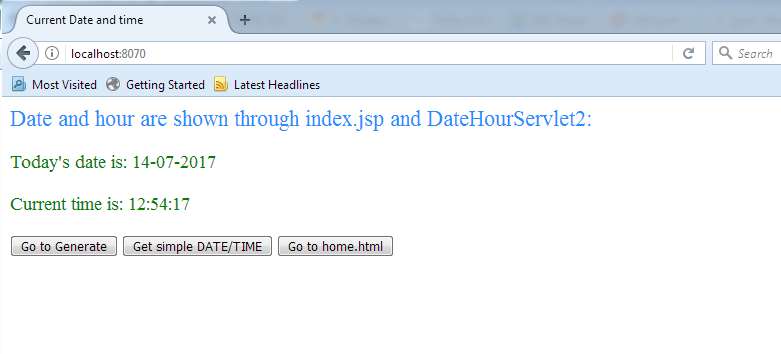 Current Date and time
localhost:8070
Search
Most Visited Getting Started Latest Headlines
Date and hour are shown through index.jsp and DateHourServlet2:
Today's date is: 14-07-2017
Current time is: 12:54:17
Go to Generate Get simple DATE/TIME Go to home.html